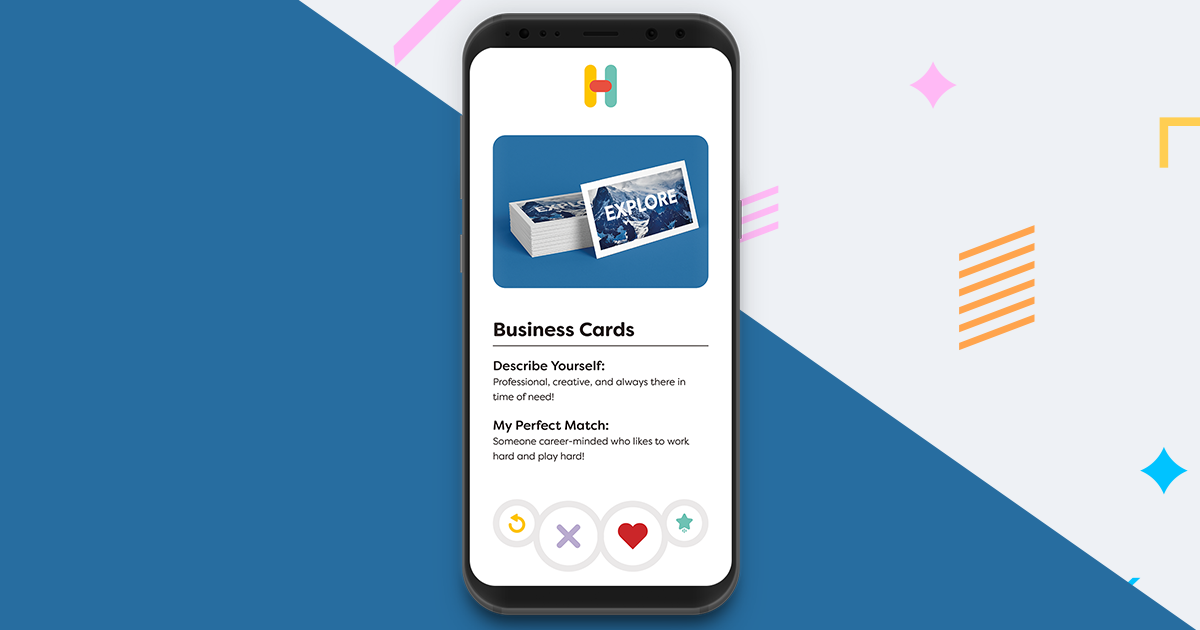 EXPLO
EXPLORE
Business Cards
Describe Yourself:
Professional, creative, and always there in
time of need!
My Perfect Match:
Someone career-minded who likes to work
hard and play hard!